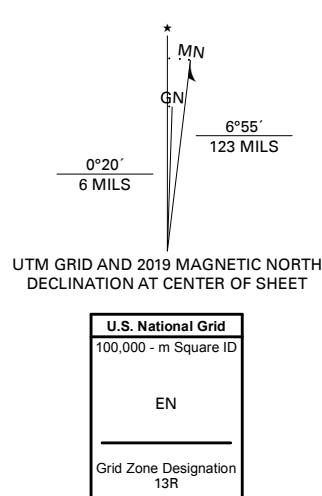 ★
MN
GN
6°55´
123 MILS
0°20´
6 MILS
UTM GRID AND 2019 MAGNETIC NORTH
DECLINATION AT CENTER OF SHEET
U.S. National Grid
100,000 - m Square ID
EN
Grid Zone Designation
13R